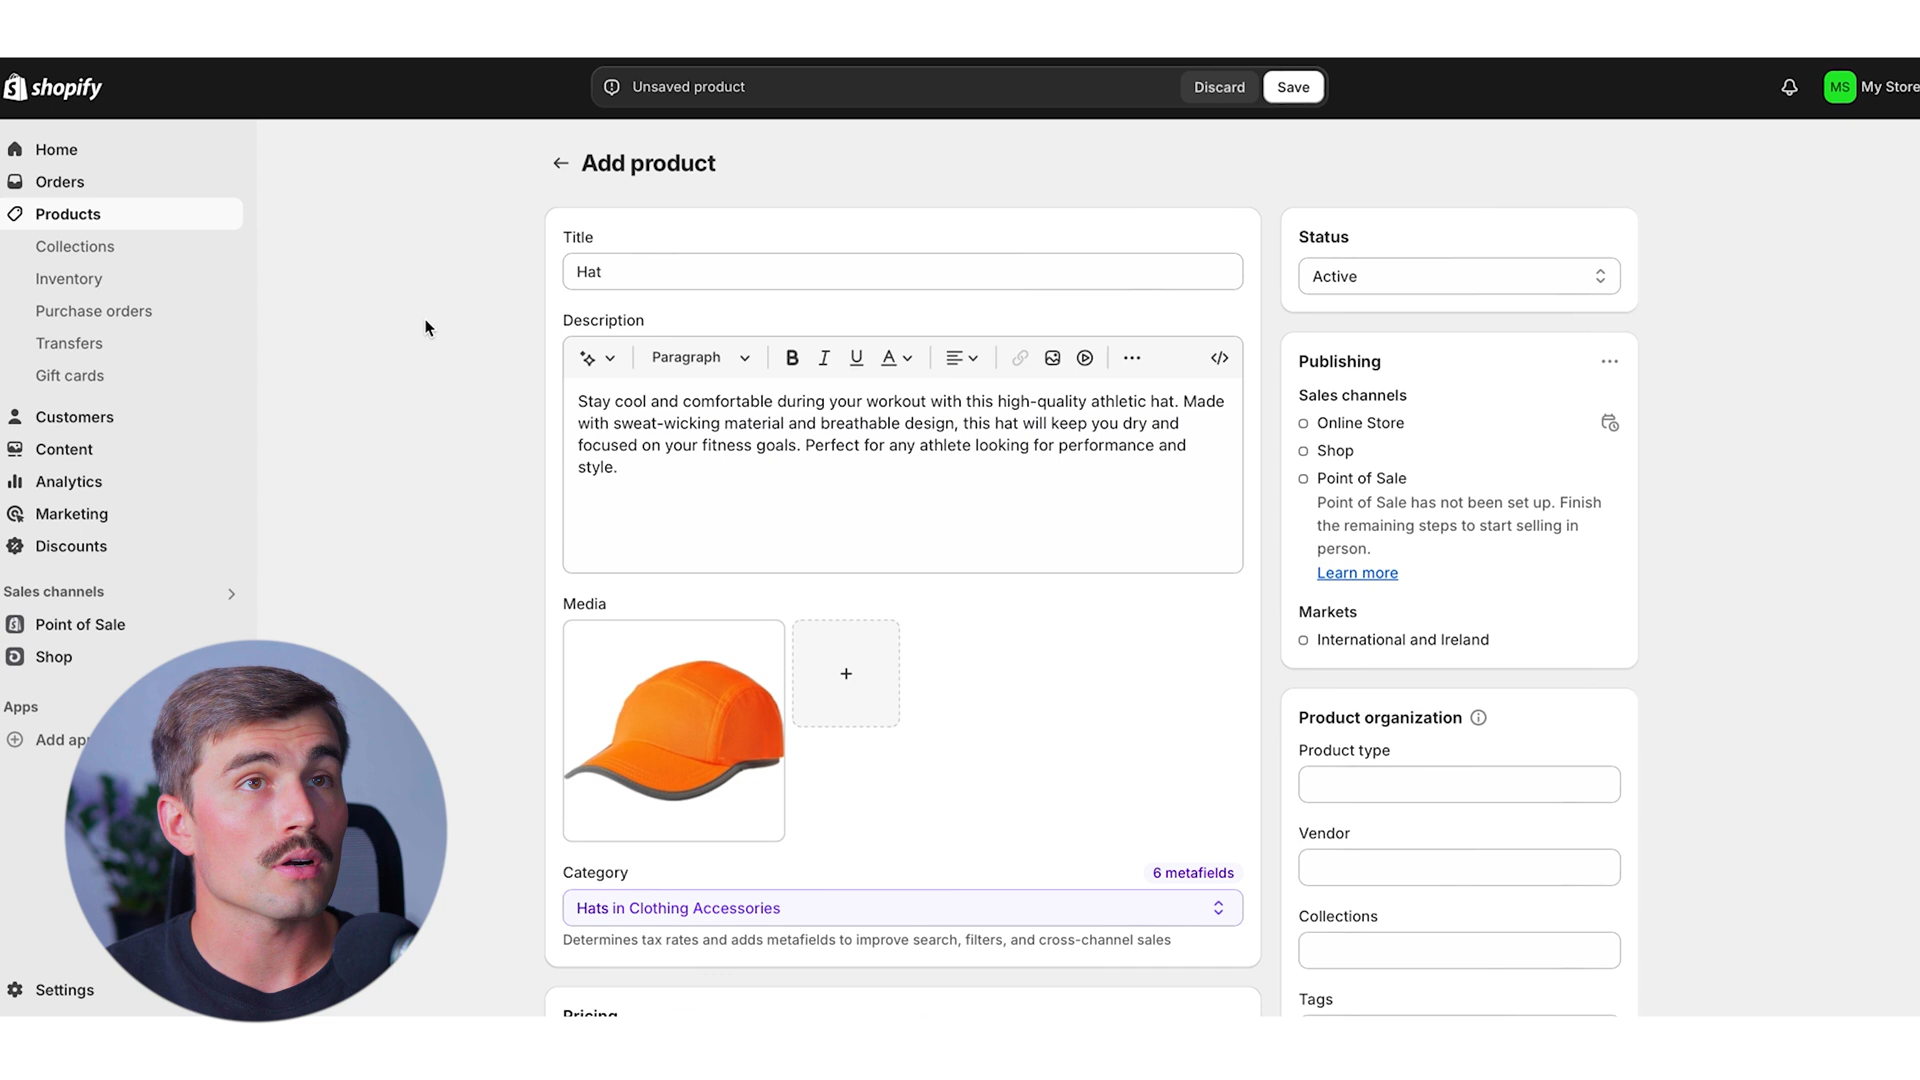 shopify
Unsaved product
Discard
Save
MS
My Store
Home
Orders
Products
Collections
Inventory
Purchase orders
Transfers
Gift cards
Customers
Content
Analytics
Marketing
Discounts
Sales channels
Point of Sale
Shop
Apps
Add
Settings
Add product
Title
Hat
Description
Paragraph
B I U A
Stay cool and comfortable during your workout with this high-quality athletic hat. Made
with sweat-wicking material and breathable design, this hat will keep you dry and
focused on your fitness goals. Perfect for any athlete looking for performance and
style.
Media
Category
6 metafields
Hats in Clothing Accessories
Determines tax rates and adds metafields to improve search, filters, and cross-channel sales
Pricing
Status
Active
Publishing
Sales channels
Online Store
Shop
Point of Sale
Point of Sale has not been set up. Finish
the remaining steps to start selling in
person.
Learn more
Markets
International and Ireland
Product organization
Product type
Vendor
Collections
Tags